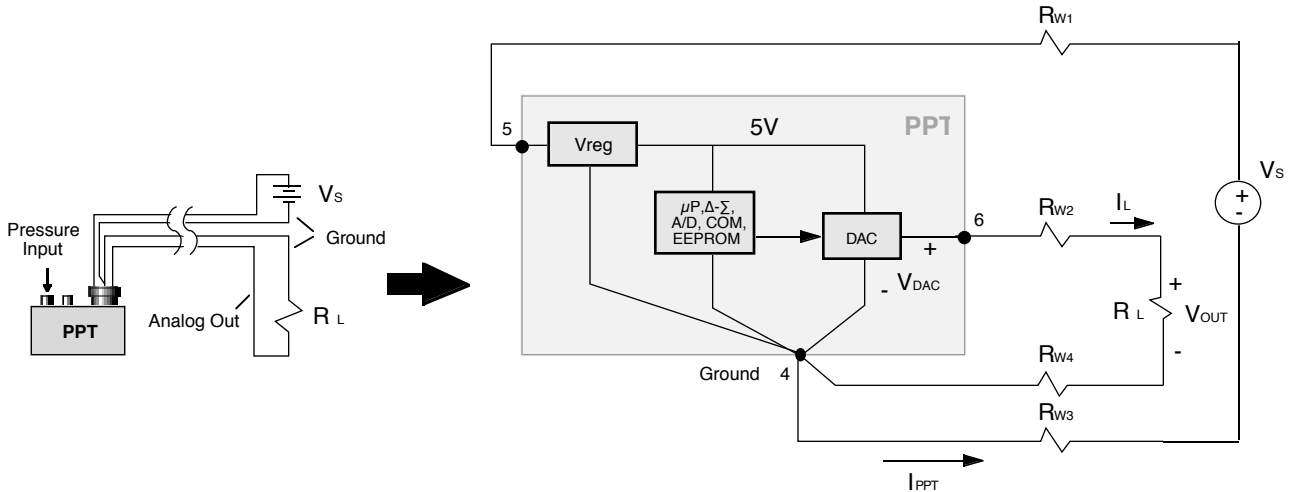 Pressure
Input
PPT
VS
Ground
Analog Out
R L
RW1
5
Vreg
5V
PPT
µP,Δ-Σ,
A/D, COM,
EEPROM
DAC
+
-
VDAC
6
RW2
IL
VS
+
-
R L
+
VOUT
-
Ground 4
RW4
RW3
IPPT